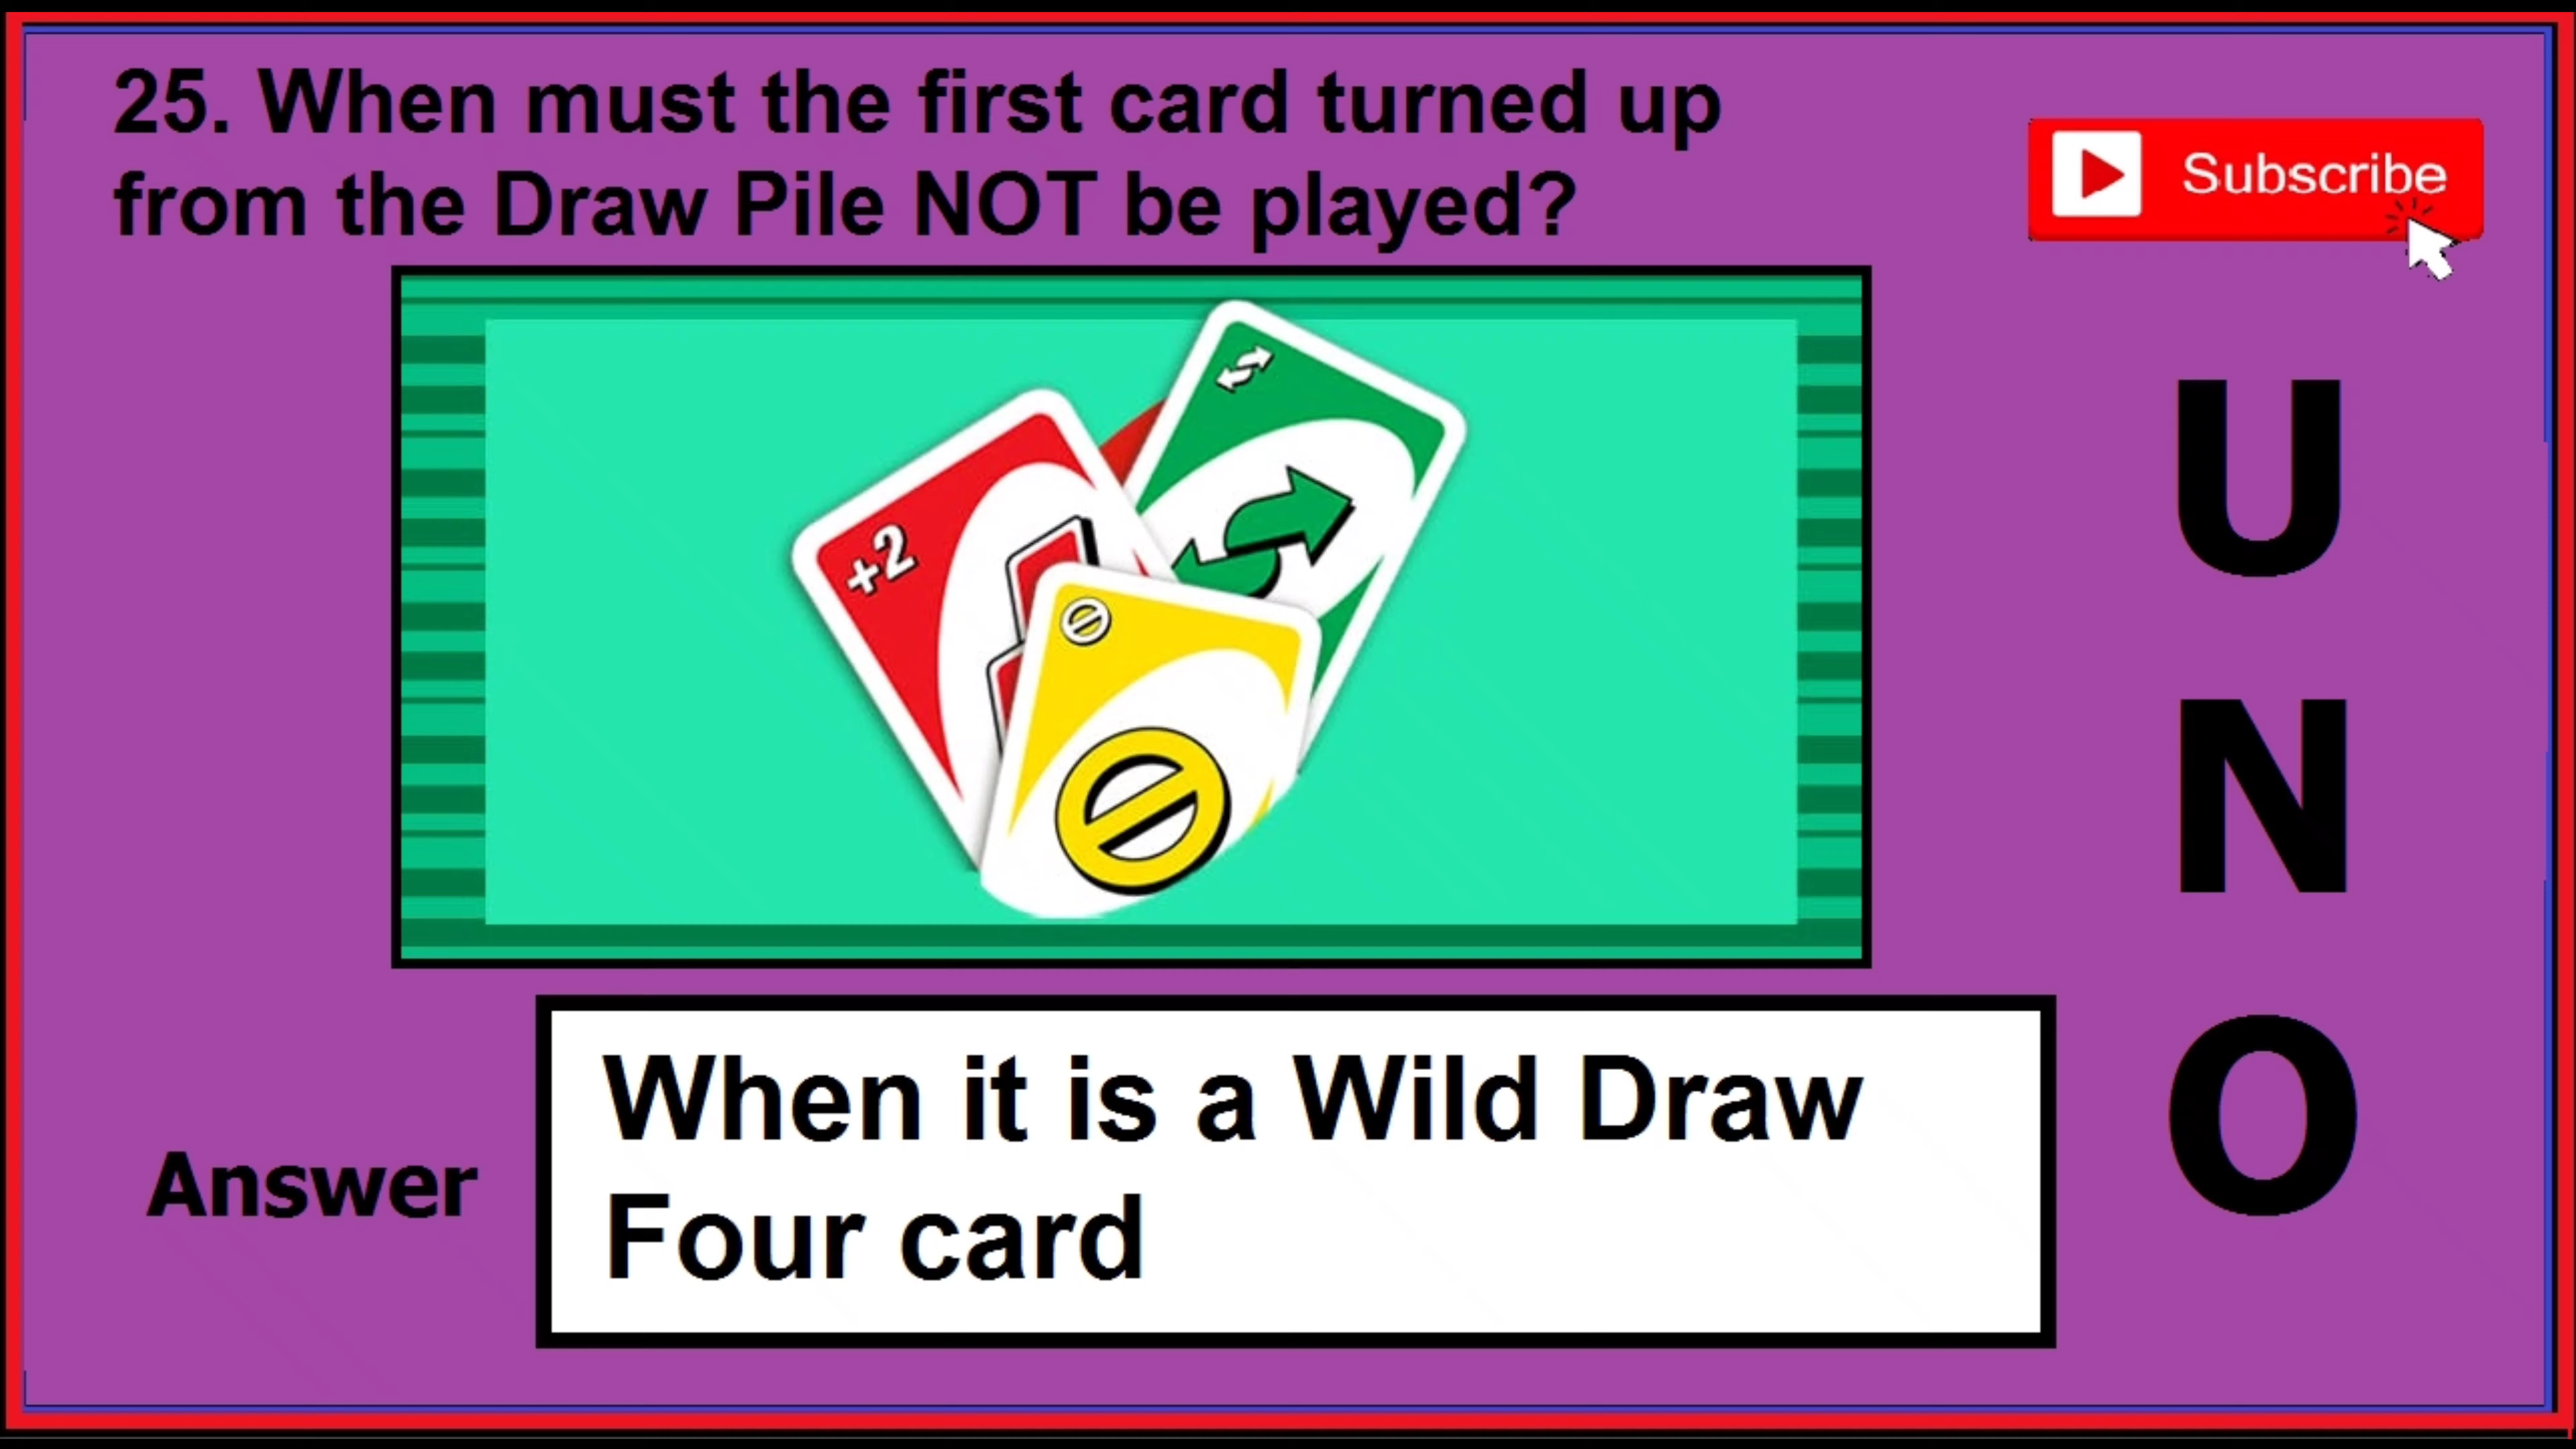 25. When must the first card turned up
from the Draw Pile NOT be played?
Subscribe
+2
U
N
O
Answer
When it is a Wild Draw
Four card